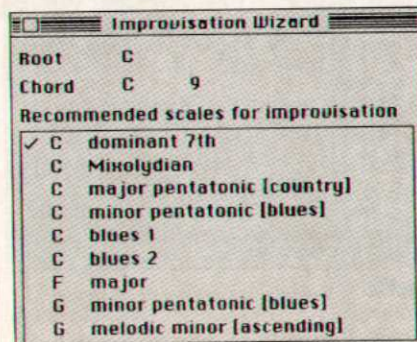 Improvisation Wizard
Root C
Chord C 9
Recommended scales for improvisation
✓ C dominant 7th
C Mixolydian
C major pentatonic [country]
C minor pentatonic [blues]
C blues 1
C blues 2
F major
G minor pentatonic [blues]
G melodic minor [ascending]